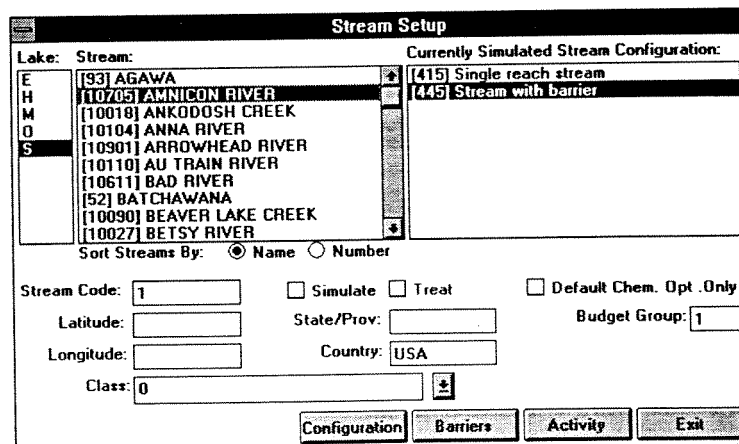 Stream Setup
Lake: Stream: Currently Simulated Stream Configuration:
E
H
M
O
S
[93] AGAWA
[10705] AMNICON RIVER
[10018] ANKODOSH CREEK
[10104] ANNA RIVER
[10901] ARROWHEAD RIVER
[10110] AU TRAIN RIVER
[10611] BAD RIVER
[52] BATCHAWANA
[10090] BEAVER LAKE CREEK
[10027] BETSY RIVER
[415] Single reach stream
[445] Stream with barrier
Sort Streams By: Name Number
Stream Code: 1 Simulate Treat Default Chem. Opt .Only
Latitude: State/Prov: Budget Group: 1
Longitude: Country: USA
Class: 0
Configuration Barriers Activity Exit